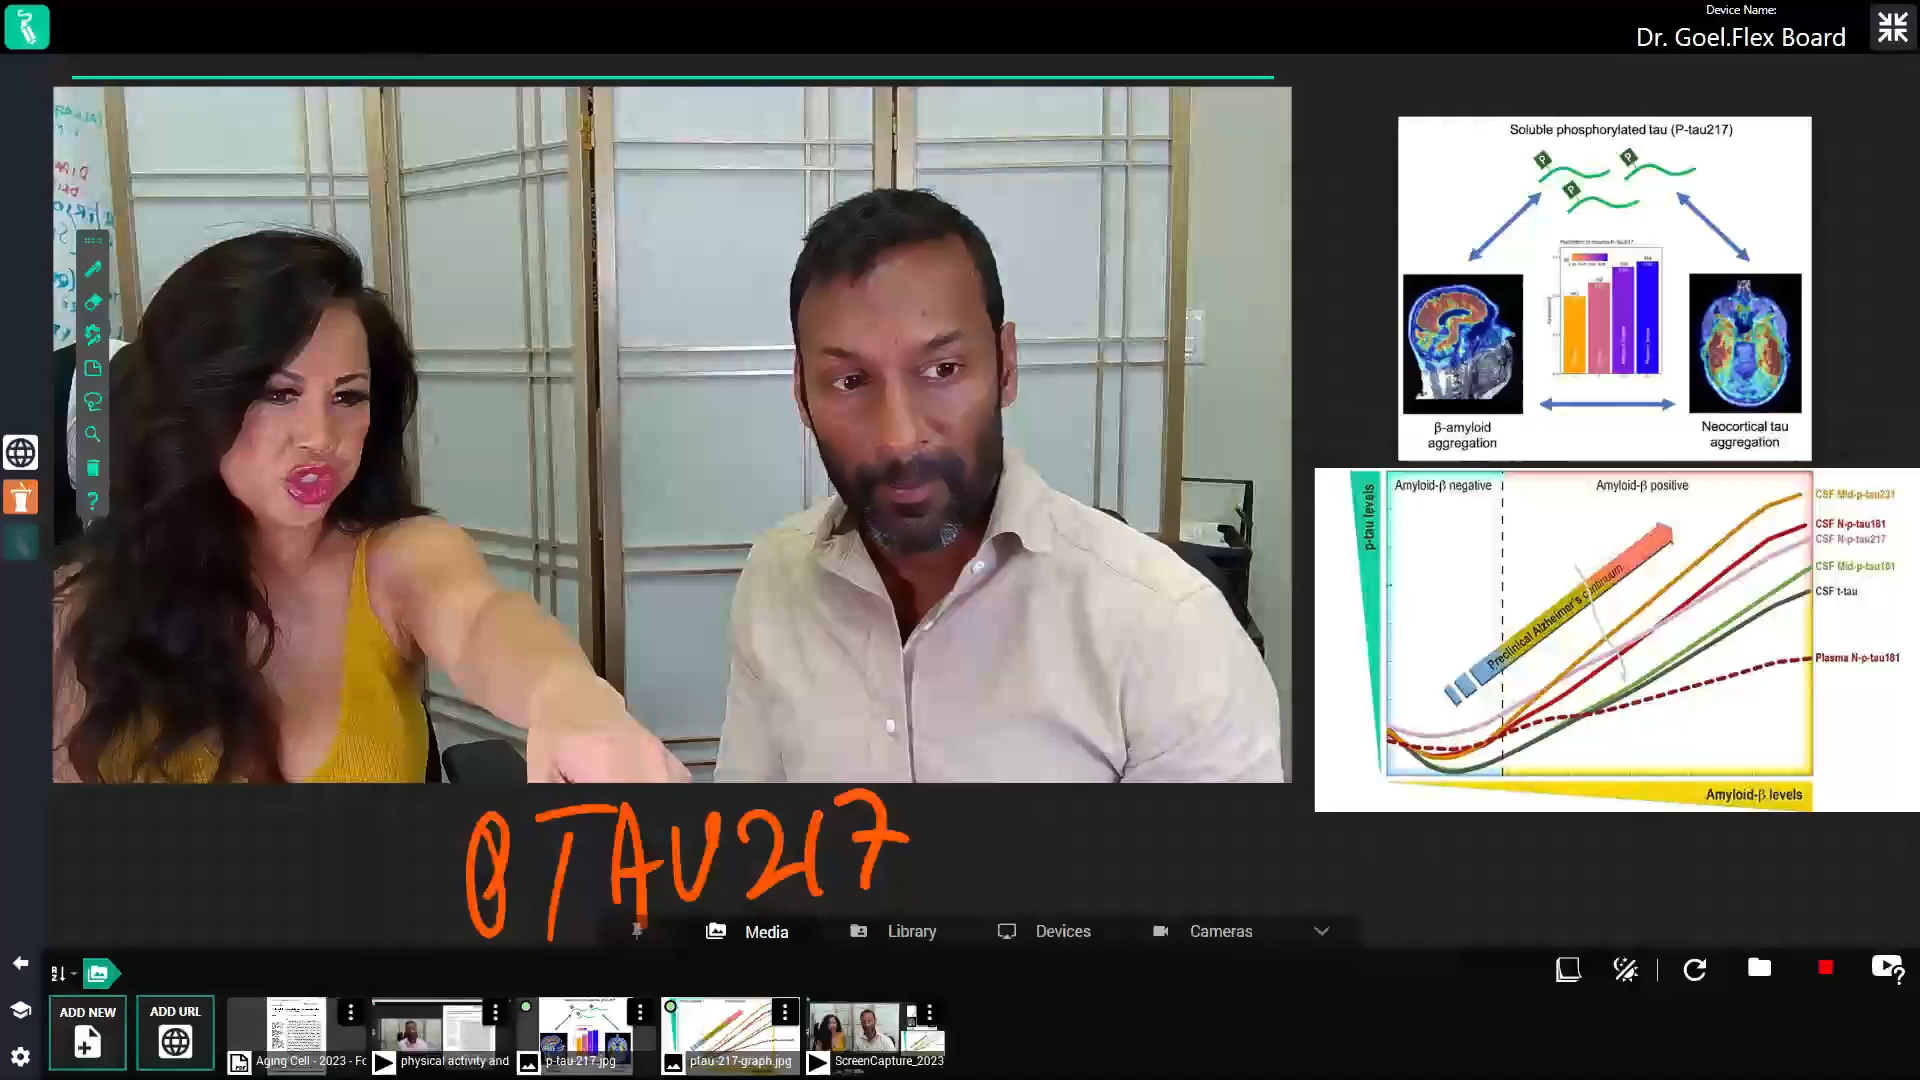 Device Name:
Dr. Goel.Flex Board
Soluble phosphorylated tau (P-tau217)
P
P
P
β-amyloid
aggregation
Neocortical tau
aggregation
p-tau levels
Amyloid-β negative
Amyloid-β positive
Preclinical Alzheimer's continuum
CSF Mid-p-tau231
CSF N-p-tau181
CSF N-p-tau217
CSF Mid-p-tau181
CSF t-tau
Plasma N-p-tau181
Amyloid-β levels
PTAU217
Media
Library
Devices
Cameras
ADD NEW
ADD URL
Aging Cell - 2023 - Fc
physical activity and
p-tau-217.jpg
ptau-217-graph.jpg
ScreenCapture_2023